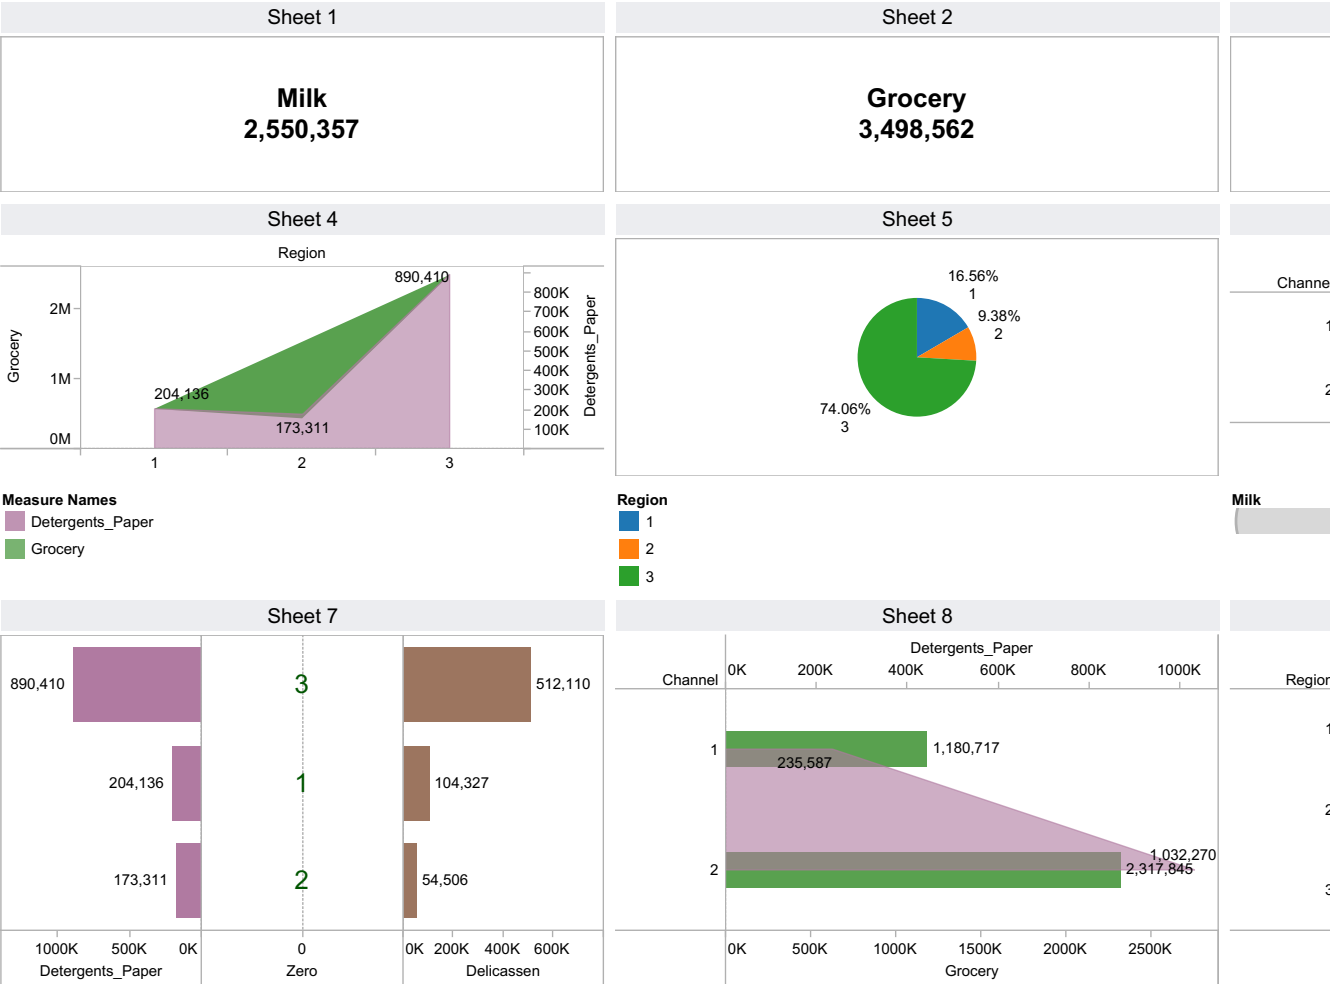 Sheet 1
Sheet 2
Milk
2,550,357
Grocery
3,498,562
Sheet 4
Sheet 5
Region
Grocery
2M
1M
0M
890,410
204,136
173,311
800K
700K
600K
500K
400K
300K
200K
100K
Detergents_Paper
1
2
3
16.56%
1
9.38%
2
74.06%
3
Channe
1
2
Measure Names
Detergents_Paper
Grocery
Region
1
2
3
Milk
Sheet 7
Sheet 8
890,410
3
512,110
204,136
1
104,327
173,311
2
54,506
1000K 500K 0K
0
0K 200K 400K 600K
Detergents_Paper
Zero
Delicassen
Detergents_Paper
Channel
0K 200K 400K 600K 800K 1000K
1
1,180,717
235,587
2
1,032,270
2,317,845
0K 500K 1000K 1500K 2000K 2500K
Grocery
Region
1
2
3